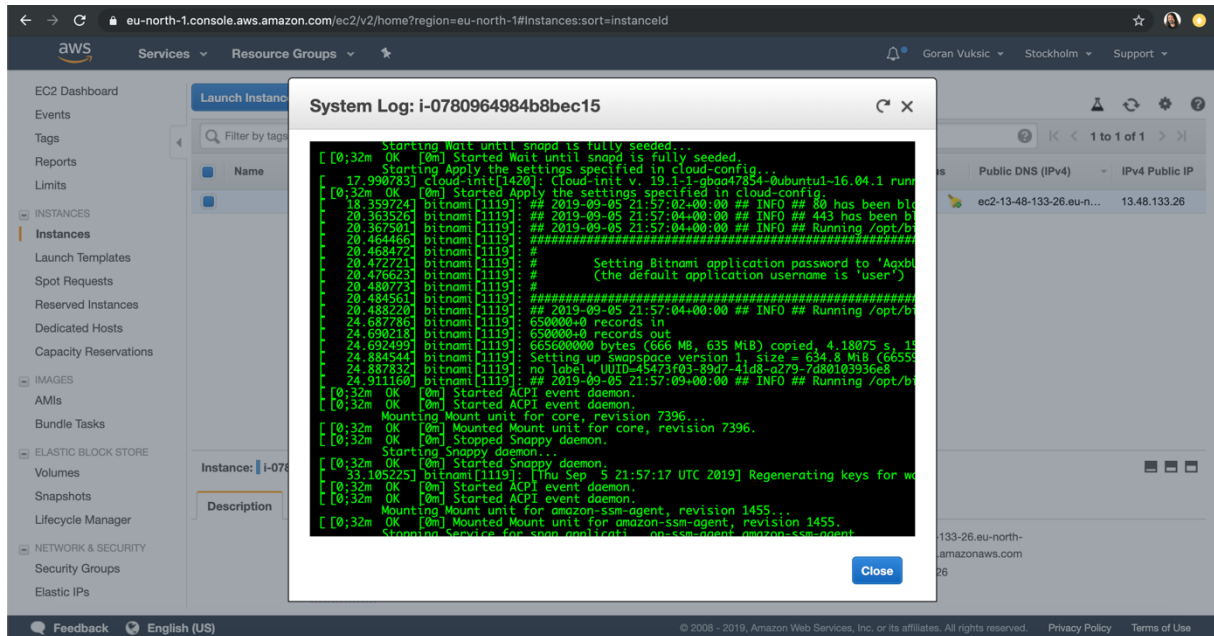 eu-north-1.console.aws.amazon.com/ec2/v2/home?region=eu-north-1#Instances:sort=instanceId
aws
Services
Resource Groups
Goran Vuksic
Stockholm
Support
EC2 Dashboard
Events
Tags
Reports
Limits
INSTANCES
Instances
Launch Templates
Spot Requests
Reserved Instances
Dedicated Hosts
Capacity Reservations
IMAGES
AMIs
Bundle Tasks
ELASTIC BLOCK STORE
Volumes
Snapshots
Lifecycle Manager
NETWORK & SECURITY
Security Groups
Elastic IPs
Launch Instanc
Filter by tags
1 to 1 of 1
Name
Public DNS (IPv4)
IPv4 Public IP
ec2-13-48-133-26.eu-n...
13.48.133.26
System Log: i-0780964984b8bec15
Starting Wait until snapd is fully seeded...
[ [0;32m  OK  [0m] Started Wait until snapd is fully seeded.
Starting Apply the settings specified in cloud-config...
[   17.990783] cloud-init[1420]: Cloud-init v. 19.1-1-gbaa47854-0ubuntu1~16.04.1 runn
[ [0;32m  OK  [0m] Started Apply the settings specified in cloud-config.
[   18.359724] bitnami[1119]: ## 2019-09-05 21:57:02+00:00 ## INFO ## 80 has been blo
[   20.363526] bitnami[1119]: ## 2019-09-05 21:57:04+00:00 ## INFO ## 443 has been b
[   20.367501] bitnami[1119]: ## 2019-09-05 21:57:04+00:00 ## INFO ## Running /opt/bi
[   20.464466] bitnami[1119]: #######################################################
[   20.468472] bitnami[1119]: #
[   20.472721] bitnami[1119]: #        Setting Bitnami application password to 'AqxbU
[   20.476623] bitnami[1119]: #        (the default application username is 'user')
[   20.480773] bitnami[1119]: #
[   20.484561] bitnami[1119]: #######################################################
[   20.488220] bitnami[1119]: ## 2019-09-05 21:57:04+00:00 ## INFO ## Running /opt/bi
[   24.687786] bitnami[1119]: 650000+0 records in
[   24.690218] bitnami[1119]: 650000+0 records out
[   24.692499] bitnami[1119]: 665600000 bytes (666 MB, 635 MiB) copied, 4.18075 s, 15
[   24.884544] bitnami[1119]: Setting up swapspace version 1, size = 634.8 MiB (66559
[   24.887832] bitnami[1119]: no label, UUID=45473f03-89d7-41d8-a279-7d80103936e8
[   24.911160] bitnami[1119]: ## 2019-09-05 21:57:09+00:00 ## INFO ## Running /opt/bi
[ [0;32m  OK  [0m] Started ACPI event daemon.
[ [0;32m  OK  [0m] Started ACPI event daemon.
Mounting Mount unit for core, revision 7396...
[ [0;32m  OK  [0m] Mounted Mount unit for core, revision 7396.
[ [0;32m  OK  [0m] Stopped Snappy daemon.
Starting Snappy daemon...
[ [0;32m  OK  [0m] Started Snappy daemon.
[   33.105225] bitnami[1119]: [Thu Sep  5 21:57:17 UTC 2019] Regenerating keys for wo
[ [0;32m  OK  [0m] Started ACPI event daemon.
[ [0;32m  OK  [0m] Started ACPI event daemon.
Mounting Mount unit for amazon-ssm-agent, revision 1455...
[ [0;32m  OK  [0m] Mounted Mount unit for amazon-ssm-agent, revision 1455.
Stopping Service for snap applicati...on-ssm-agent.amazon-ssm-agent...
Close
Instance: i-078
Description
-133-26.eu-north-
.amazonaws.com
26
Feedback
English (US)
© 2008 - 2019, Amazon Web Services, Inc. or its affiliates. All rights reserved.
Privacy Policy
Terms of Use